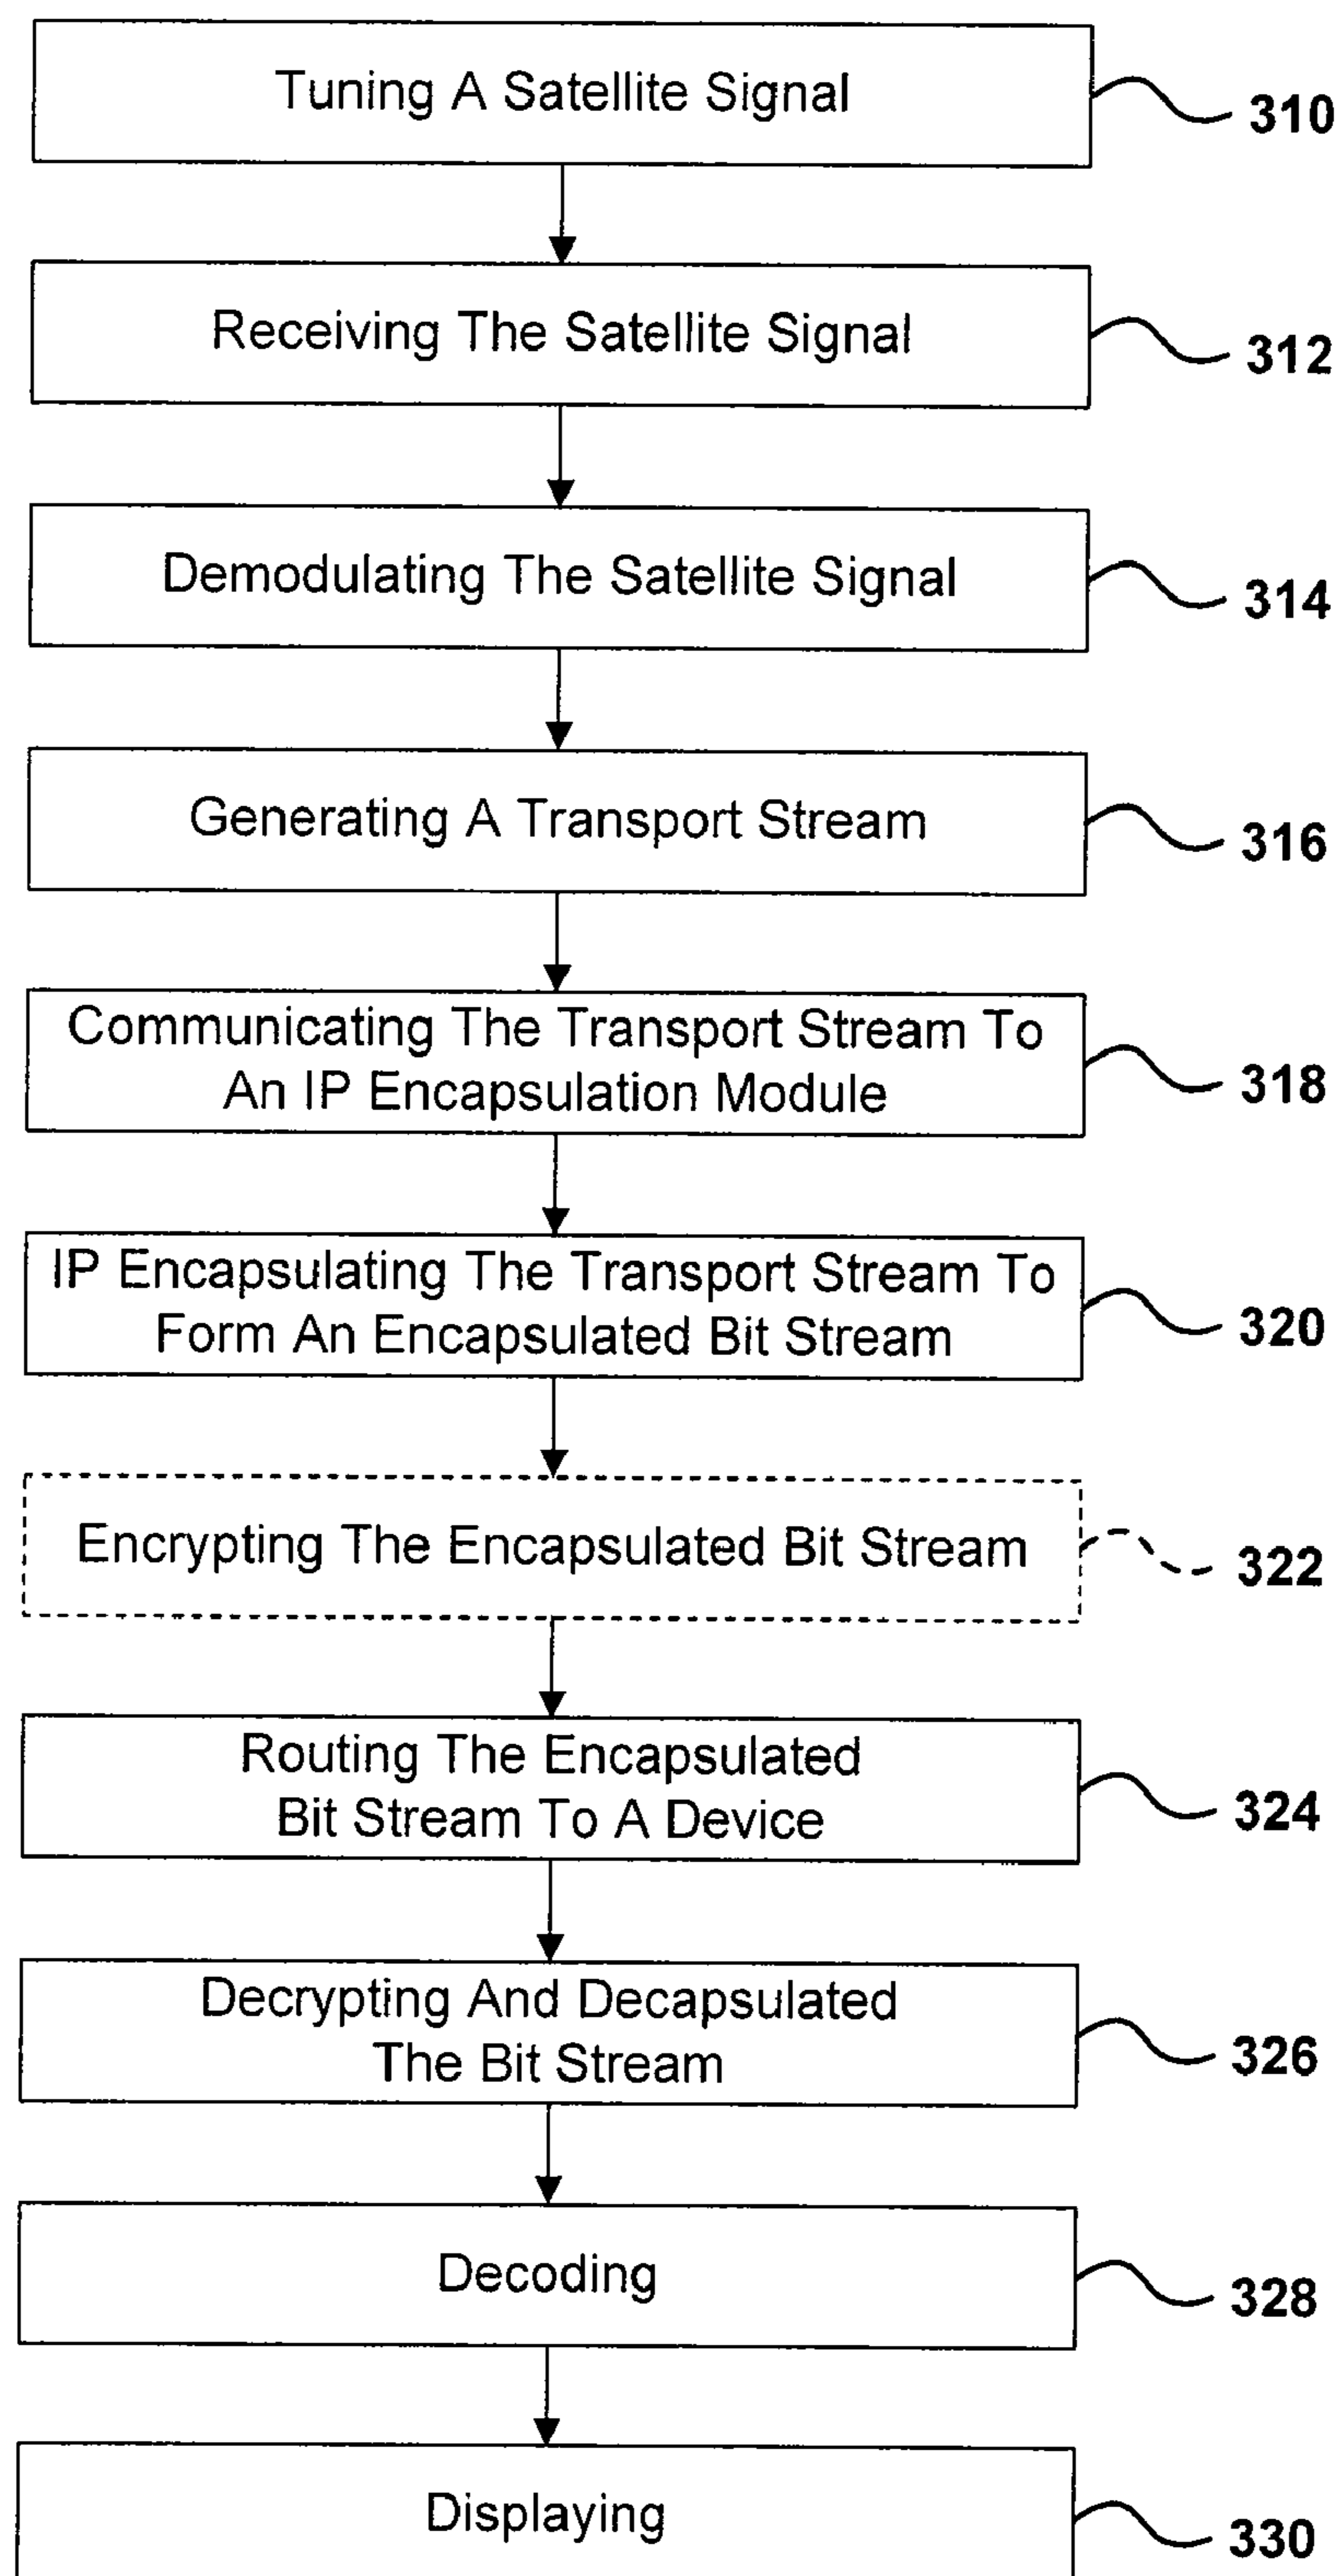 Tuning A Satellite Signal
310
Receiving The Satellite Signal
312
Demodulating The Satellite Signal
314
Generating A Transport Stream
316
Communicating The Transport Stream To
An IP Encapsulation Module
318
IP Encapsulating The Transport Stream To
Form An Encapsulated Bit Stream
320
Encrypting The Encapsulated Bit Stream
322
Routing The Encapsulated
Bit Stream To A Device
324
Decrypting And Decapsulated
The Bit Stream
326
Decoding
328
Displaying
330